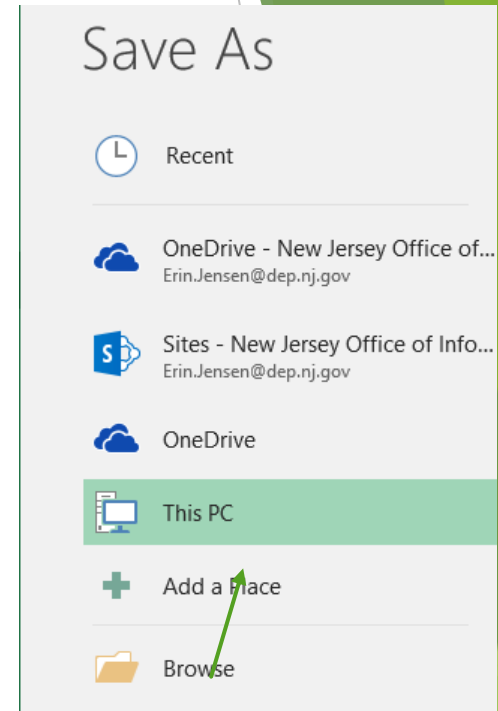 Save As
Recent
OneDrive - New Jersey Office of...
Erin.Jensen@dep.nj.gov
Sites - New Jersey Office of Info...
Erin.Jensen@dep.nj.gov
OneDrive
This PC
Add a Place
Browse